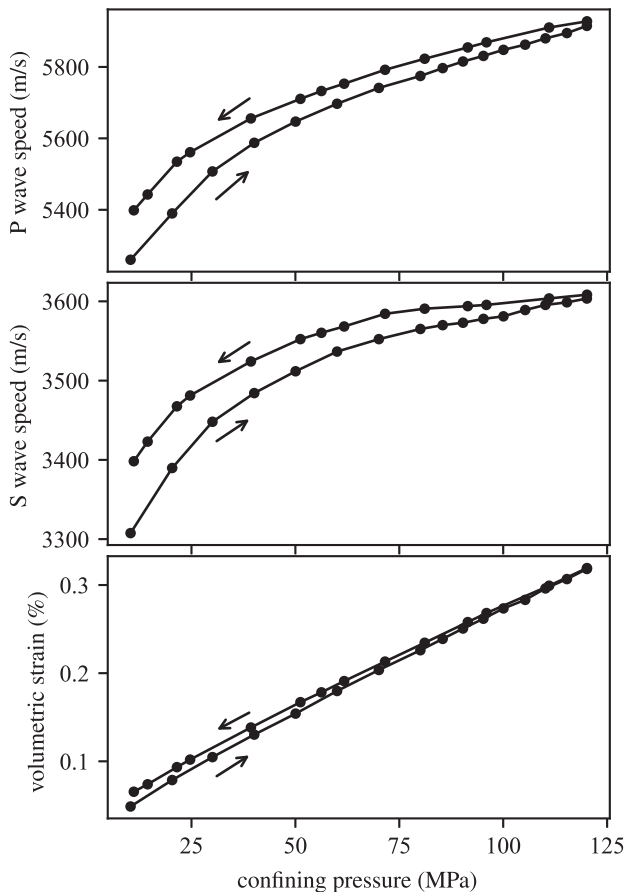 P wave speed (m/s)
5800
5600
5400
S wave speed (m/s)
3600
3500
3400
3300
volumetric strain (%)
0.3
0.2
0.1
25 50 75 100 125
confining pressure (MPa)